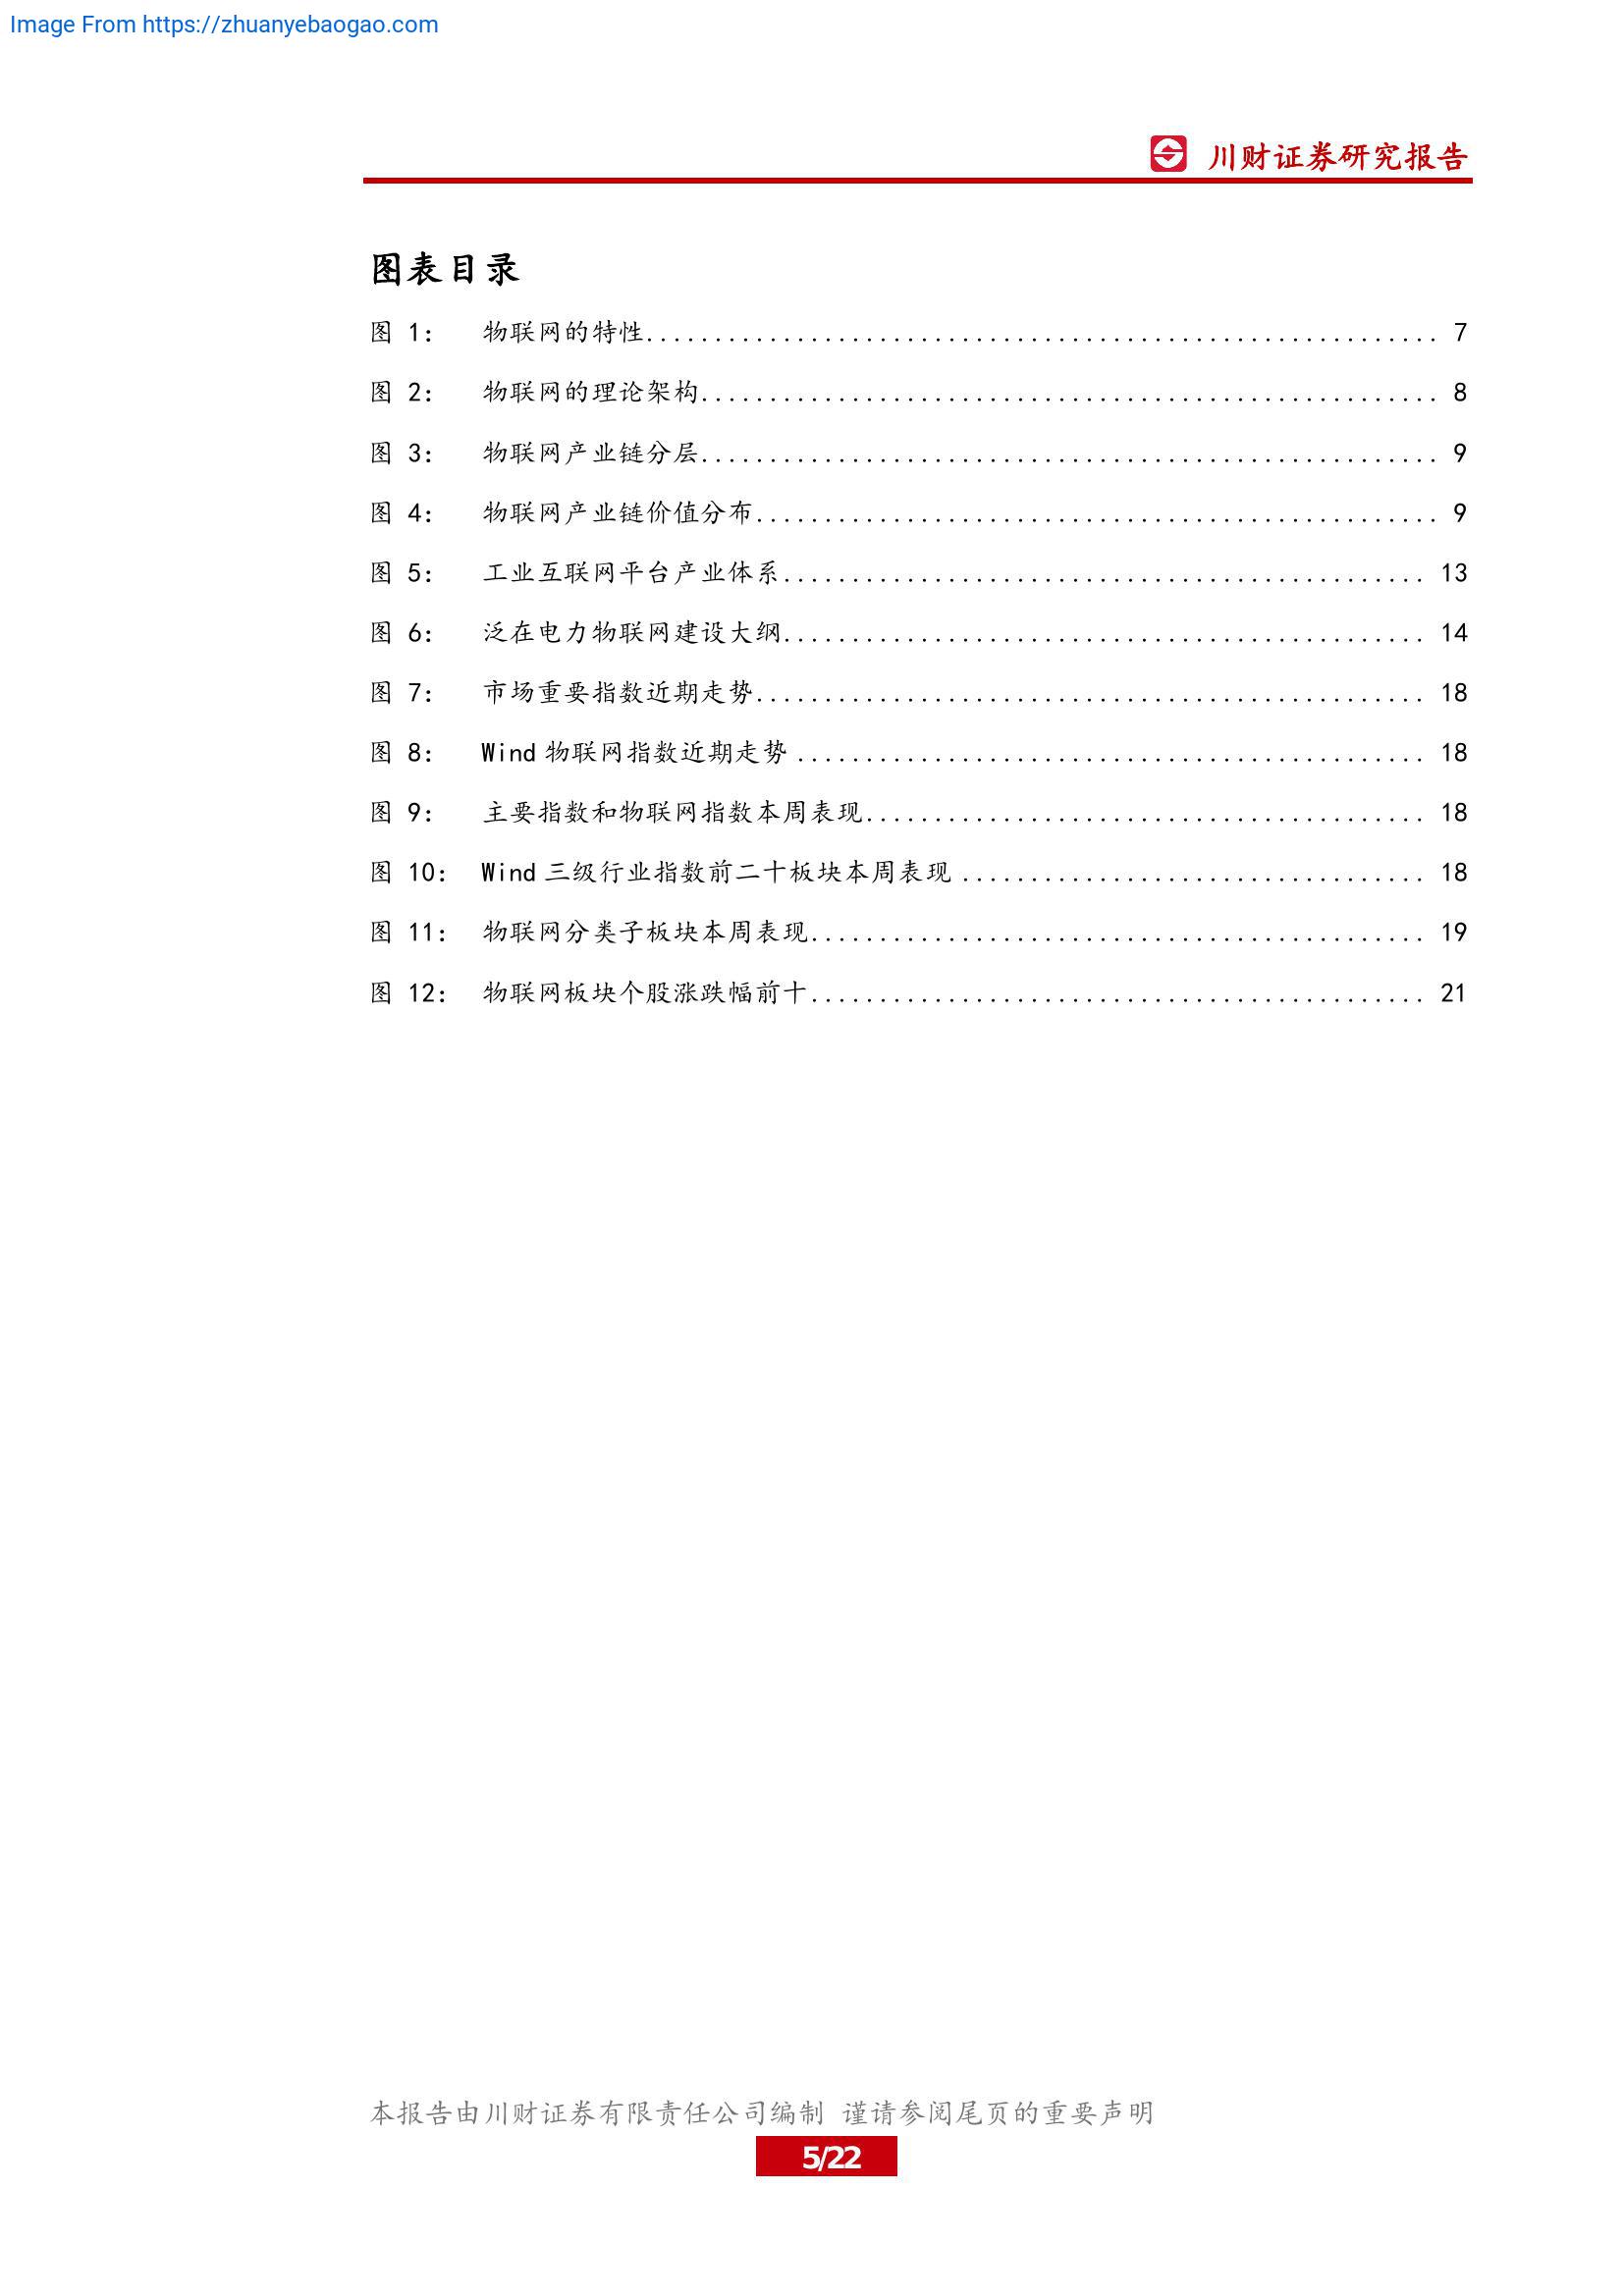 Image From https://zhuanyebaogao.com
川财证券研究报告
图表目录
图 1： 物联网的特性.......................................................... 7
图 2： 物联网的理论架构...................................................... 8
图 3： 物联网产业链分层...................................................... 9
图 4： 物联网产业链价值分布.................................................. 9
图 5： 工业互联网平台产业体系............................................... 13
图 6： 泛在电力物联网建设大纲............................................... 14
图 7： 市场重要指数近期走势................................................. 18
图 8： Wind 物联网指数近期走势 .............................................. 18
图 9： 主要指数和物联网指数本周表现......................................... 18
图 10： Wind 三级行业指数前二十板块本周表现 .................................. 18
图 11： 物联网分类子板块本周表现............................................. 19
图 12： 物联网板块个股涨跌幅前十............................................. 21
本报告由川财证券有限责任公司编制 谨请参阅尾页的重要声明
5/22